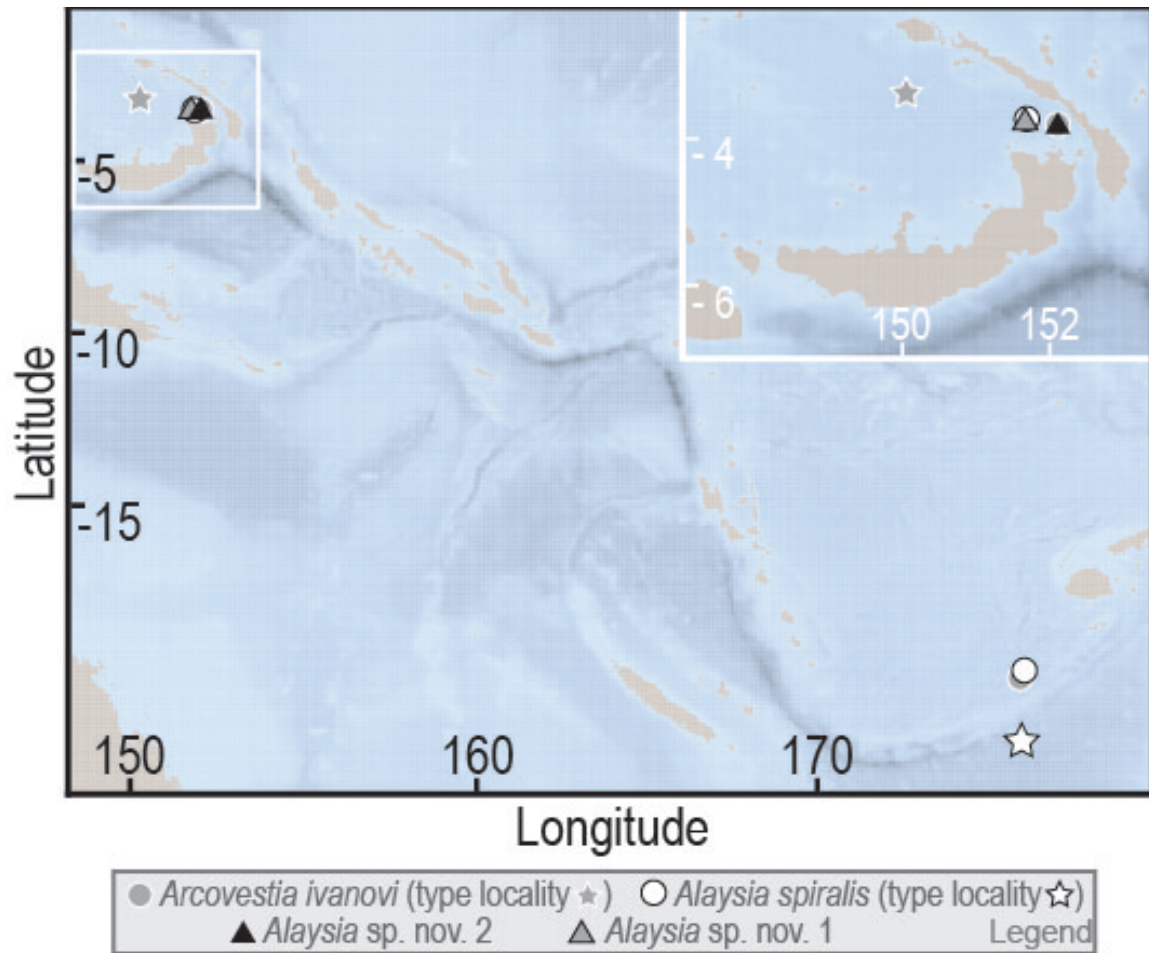 - 4
-5
- 6
150
152
-10
Latitude
-15
150
160
170
Longitude
Arcovestia ivanovi (type locality ★) Alaysia spiralis (type locality ☆)
Alaysia sp. nov. 2 Alaysia sp. nov. 1 Legend